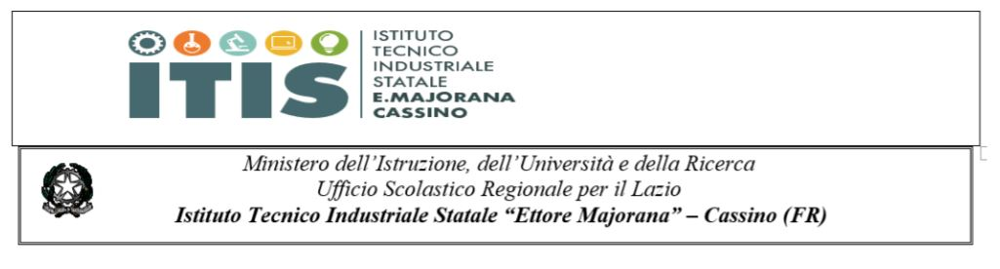 ITIS
ISTITUTO
TECNICO
INDUSTRIALE
STATALE
E.MAJORANA
CASSINO
Ministero dell’Istruzione, dell’Università e della Ricerca
Ufficio Scolastico Regionale per il Lazio
Istituto Tecnico Industriale Statale “Ettore Majorana” – Cassino (FR)